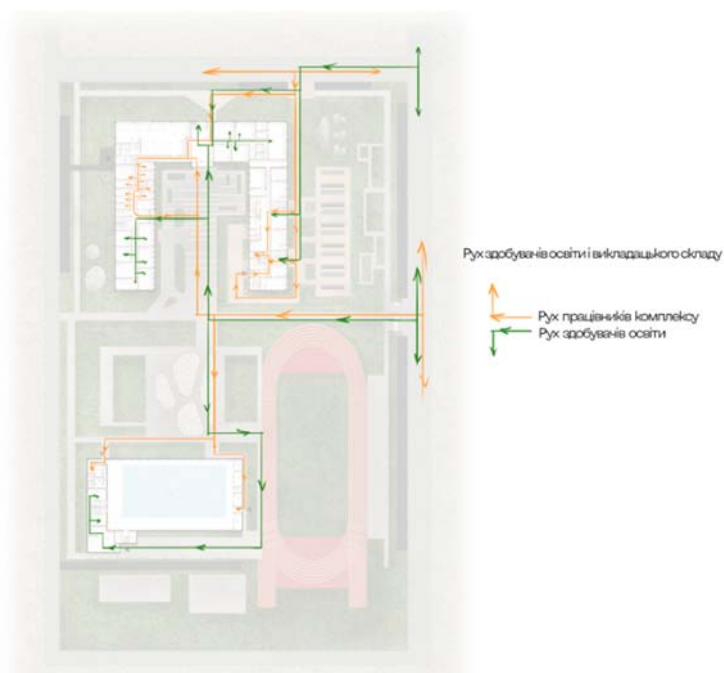 Рух здобувачів освіти і викладацького складу
Рух працівників комплексу
Рух здобувачів освіти